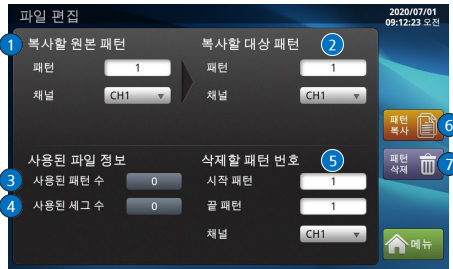 파일 편집
2020/07/01
09:12:23 오전
1 복사할 원본 패턴
복사할 대상 패턴 2
패턴 1
패턴 1
채널 CH1
채널 CH1
패턴 복사 6
사용된 파일 정보
삭제할 패턴 번호 5
패턴 삭제 7
3 사용된 패턴 수 0
시작 패턴 1
4 사용된 세그 수 0
끝 패턴 1
채널 CH1
메뉴